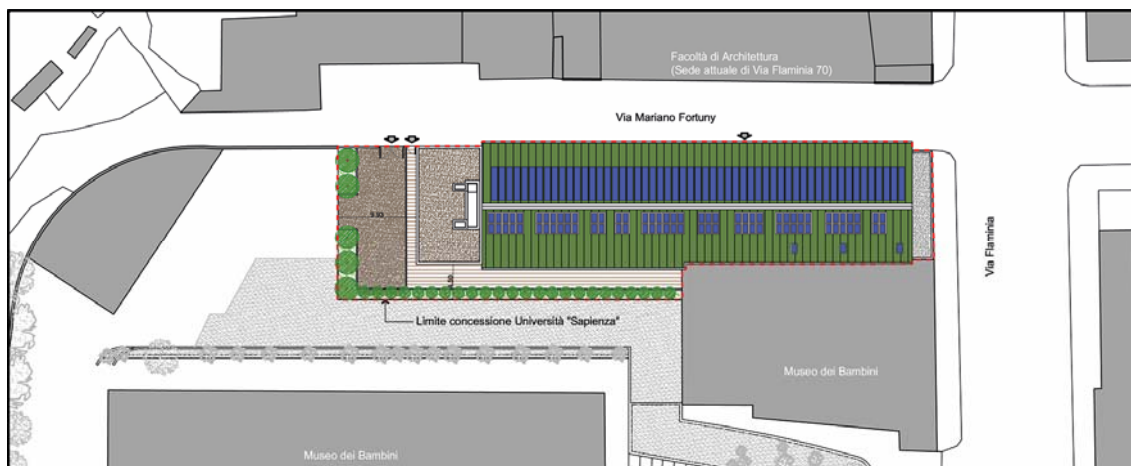 Facoltà di Architettura
(Sede attuale di Via Flaminia 70)
Via Mariano Fortuny
Via Flaminia
Limite concessione Università "Sapienza"
Museo dei Bambini
Museo dei Bambini